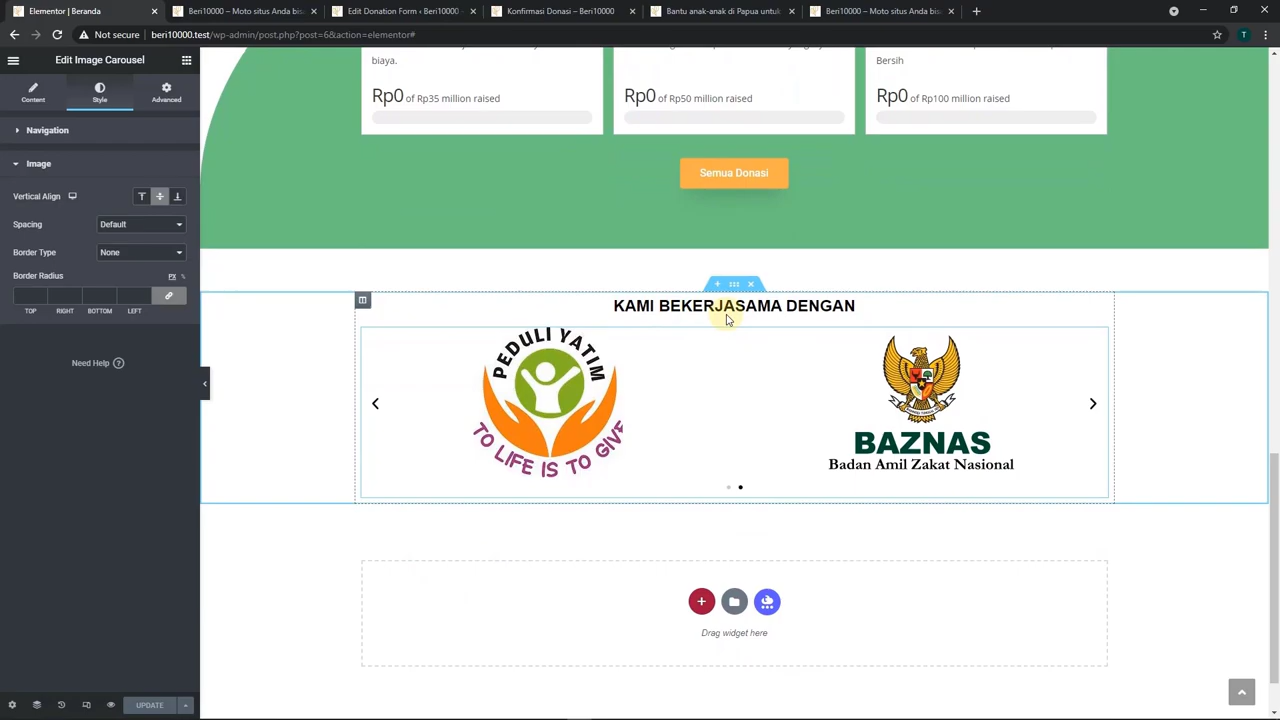 Elementor | Beranda
Beri10000 – Moto situs Anda bis
Edit Donation Form ‹ Beri10000 –
Konfirmasi Donasi – Beri10000
Bantu anak-anak di Papua untuk
Beri10000 – Moto situs Anda bis
Not secure
beri10000.test/wp-admin/post.php?post=6&action=elementor#
T
Edit Image Carousel
Content
Style
Advanced
Navigation
Image
Vertical Align
Spacing
Default
Border Type
None
Border Radius
PX
%
TOP
RIGHT
BOTTOM
LEFT
Need Help
UPDATE
biaya.
Bersih
Rp0 of Rp35 million raised
Rp0 of Rp50 million raised
Rp0 of Rp100 million raised
Semua Donasi
KAMI BEKERJASAMA DENGAN
PEDULI YATIM
TO LIFE IS TO GIVE
BAZNAS
Badan Amil Zakat Nasional
Drag widget here